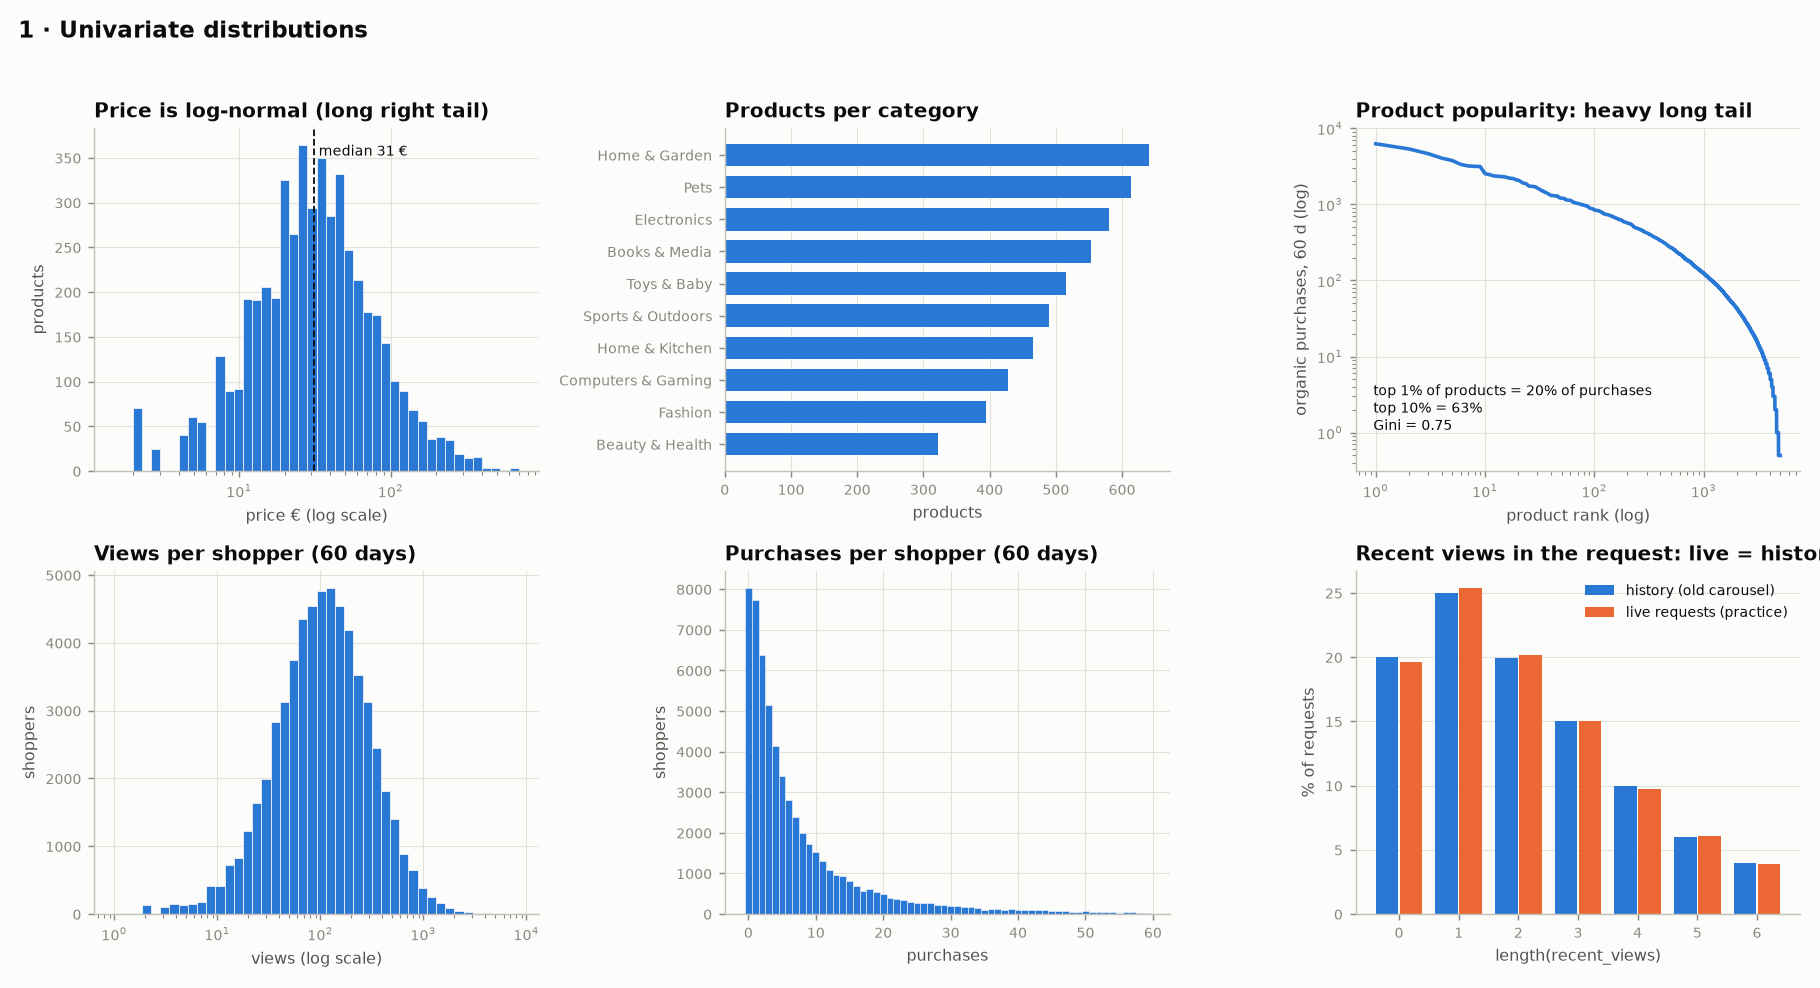 1 · Univariate distributions
Price is log-normal (long right tail)
median 31 €
350
300
250
200
150
100
50
0
products
10¹
10²
price € (log scale)
Products per category
Home & Garden
Pets
Electronics
Books & Media
Toys & Baby
Sports & Outdoors
Home & Kitchen
Computers & Gaming
Fashion
Beauty & Health
0
100
200
300
400
500
600
products
Product popularity: heavy long tail
10⁴
10³
10²
10¹
10⁰
organic purchases, 60 d (log)
top 1% of products = 20% of purchases
top 10% = 63%
Gini = 0.75
10⁰
10¹
10²
10³
product rank (log)
Views per shopper (60 days)
5000
4000
3000
2000
1000
0
shoppers
10⁰
10¹
10²
10³
10⁴
views (log scale)
Purchases per shopper (60 days)
8000
7000
6000
5000
4000
3000
2000
1000
0
shoppers
0
10
20
30
40
50
60
purchases
Recent views in the request: live = histo
history (old carousel)
live requests (practice)
25
20
15
10
5
0
% of requests
0
1
2
3
4
5
6
length(recent_views)